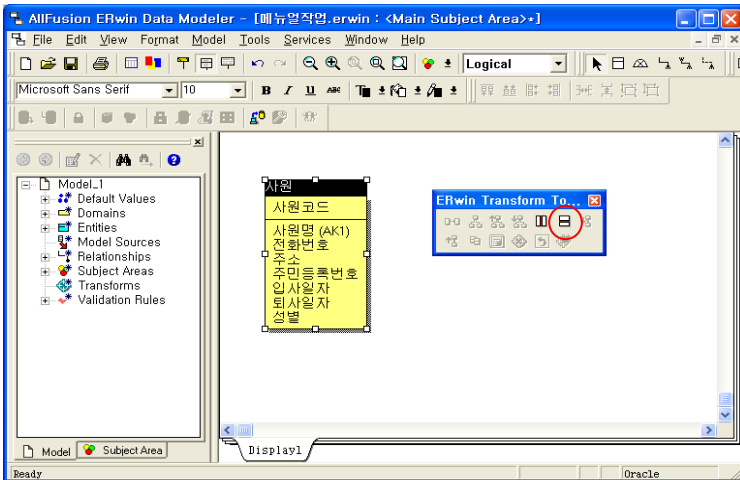 AllFusion ERwin Data Modeler - [메뉴얼작업.erwin : <Main Subject Area>*]
File Edit View Format Model Tools Services Window Help
Logical
Microsoft Sans Serif 10 B I U ABC
Model_1
Default Values
Domains
Entities
Model Sources
Relationships
Subject Areas
Transforms
Validation Rules
사원
사원코드
사원명 (AK1)
전화번호
주소
주민등록번호
입사일자
퇴사일자
성별
ERwin Transform To...
Model Subject Area
Display1
Ready Oracle